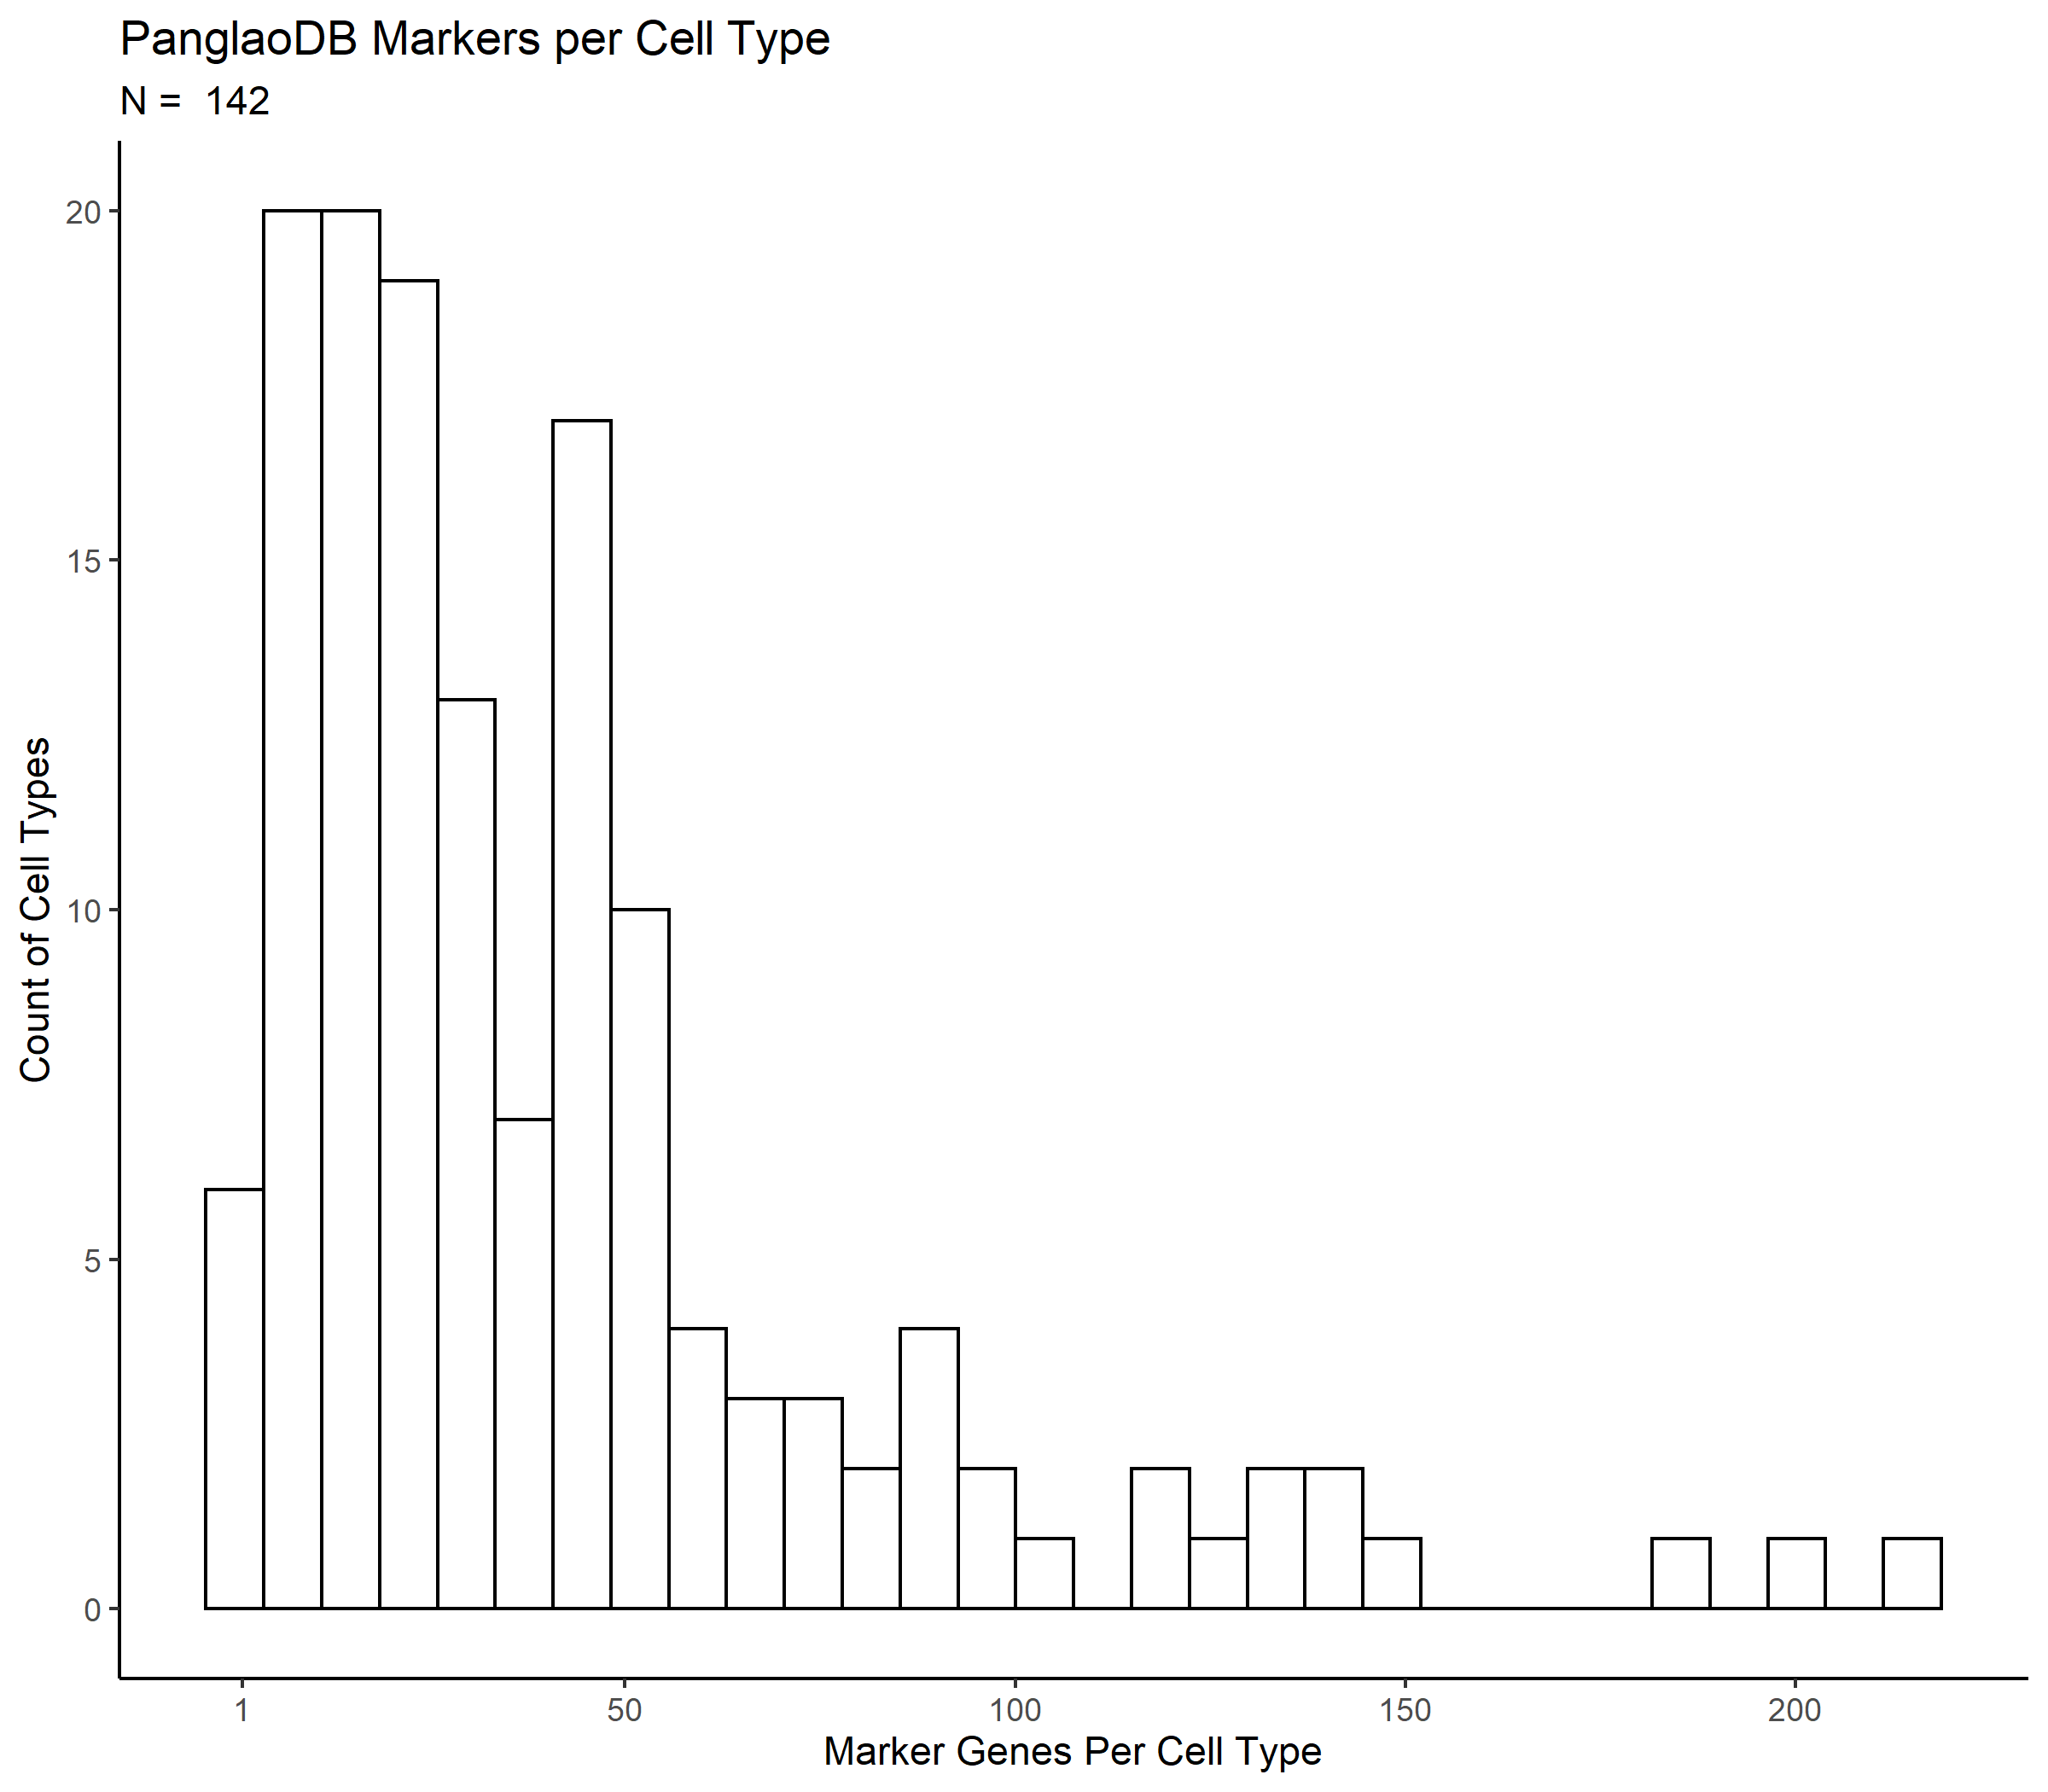 PanglaoDB Markers per Cell Type
N =  142
Count of Cell Types
20
15
10
5
0
1 50 100 150 200
Marker Genes Per Cell Type